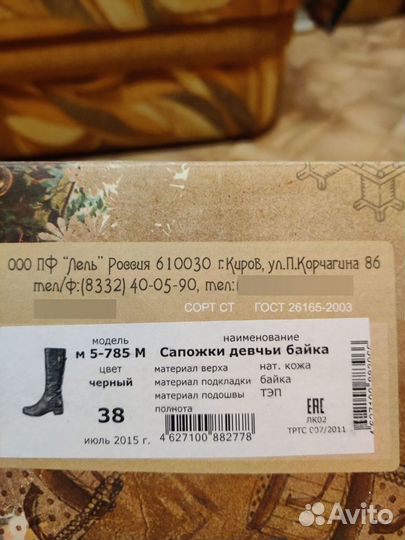 ООО ПФ "Лель" Россия 610030 г.Киров, ул.П.Корчагина 86
тел/ф:(8332) 40-05-90, тел:(
СОРТ СТ ГОСТ 26165-2003
модель наименование
м 5-785 М Сапожки девчьи байка
цвет материал верха нат. кожа
черный материал подкладки байка
материал подошвы ТЭП
38 полнота
июль 2015 г. 4 627100 882778
EAC
ЛК02
ТРТС 007/2011
Avito